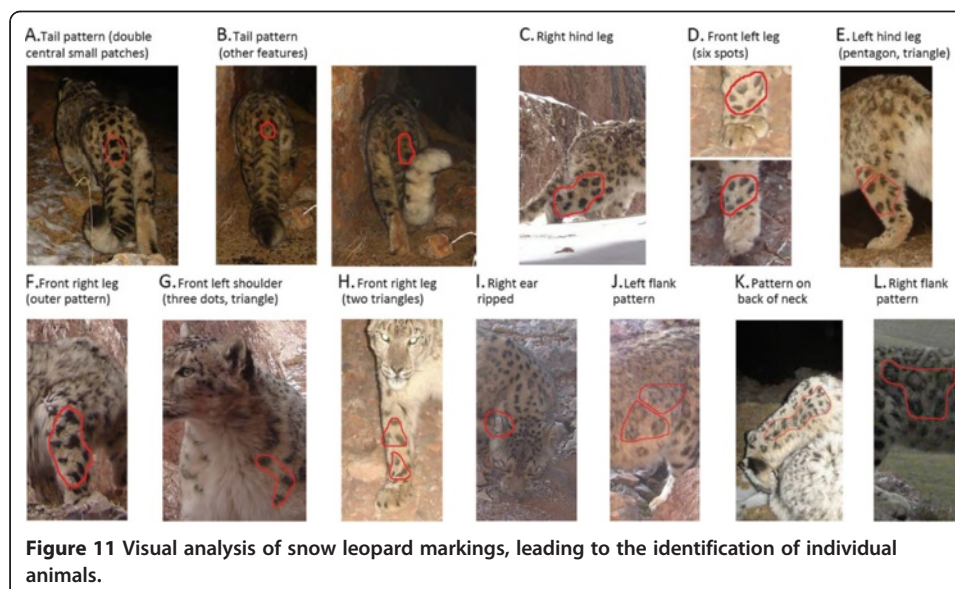 A. Tail pattern (double
central small patches)
B. Tail pattern
(other features)
C. Right hind leg
D. Front left leg
(six spots)
E. Left hind leg
(pentagon, triangle)
F. Front right leg
(outer pattern)
G. Front left shoulder
(three dots, triangle)
H. Front right leg
(two triangles)
I. Right ear
ripped
J. Left flank
pattern
K. Pattern on
back of neck
L. Right flank
pattern
Figure 11 Visual analysis of snow leopard markings, leading to the identification of individual
animals.